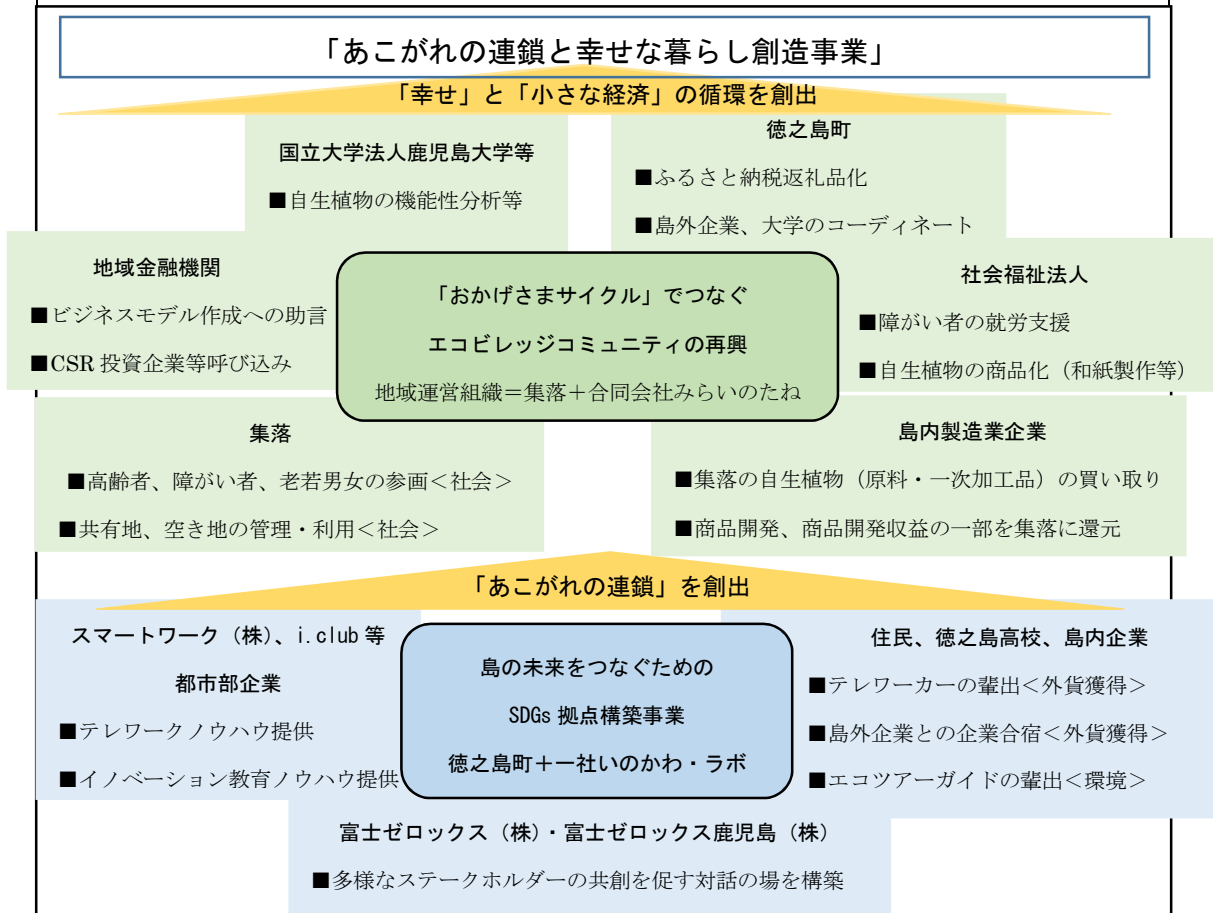 「あこがれの連鎖と幸せな暮らし創造事業」
「幸せ」と「小さな経済」の循環を創出
国立大学法人鹿児島大学等
■自生植物の機能性分析等
徳之島町
■ふるさと納税返礼品化
■島外企業、大学のコーディネート
地域金融機関
■ビジネスモデル作成への助言
■CSR 投資企業等呼び込み
「おかげさまサイクル」でつなぐ
エコビレッジコミュニティの再興
地域運営組織＝集落＋合同会社みらいのたね
社会福祉法人
■障がい者の就労支援
■自生植物の商品化（和紙製作等）
集落
■高齢者、障がい者、老若男女の参画＜社会＞
■共有地、空き地の管理・利用＜社会＞
島内製造業企業
■集落の自生植物（原料・一次加工品）の買い取り
■商品開発、商品開発収益の一部を集落に還元
「あこがれの連鎖」を創出
スマートワーク（株）、i.club 等
都市部企業
■テレワークノウハウ提供
■イノベーション教育ノウハウ提供
島の未来をつなぐための
SDGs 拠点構築事業
徳之島町＋一社いのかわ・ラボ
住民、徳之島高校、島内企業
■テレワーカーの輩出＜外貨獲得＞
■島外企業との企業合宿＜外貨獲得＞
■エコツアーガイドの輩出＜環境＞
富士ゼロックス（株）・富士ゼロックス鹿児島（株）
■多様なステークホルダーの共創を促す対話の場を構築